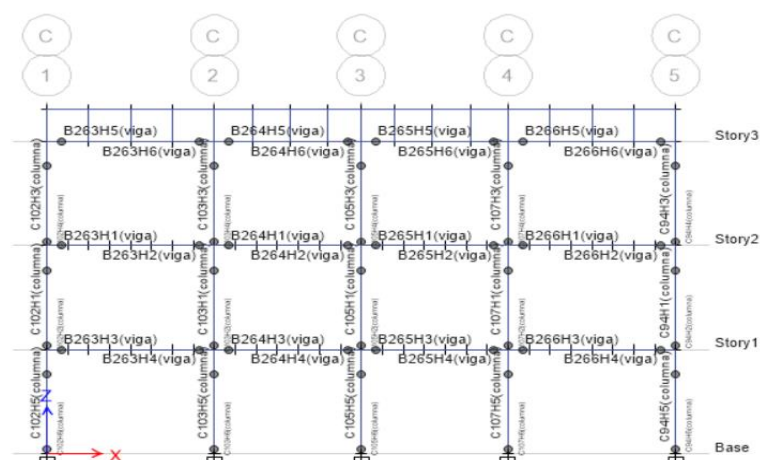 C C C C C
1 2 3 4 5
B263H5(viga) B264H5(viga) B265H5(viga) B266H5(viga) Story3
B263H6(viga) B264H6(viga) B265H6(viga) B266H6(viga)
C102H3(columna) C103H3(columna) C105H3(columna) C107H3(columna) C94H3(columna) C94H4(columna)
B263H1(viga) B264H1(viga) B265H1(viga) B266H1(viga) Story2
B263H2(viga) B264H2(viga) B265H2(viga) B266H2(viga)
C102H1(columna) C103H1(columna) C105H1(columna) C107H1(columna) C94H1(columna) C94H2(columna)
B263H3(viga) B264H3(viga) B265H3(viga) B266H3(viga) Story1
B263H4(viga) B264H4(viga) B265H4(viga) B266H4(viga)
C102H5(columna) C103H5(columna) C105H5(columna) C107H5(columna) C94H5(columna)
Z
X Base